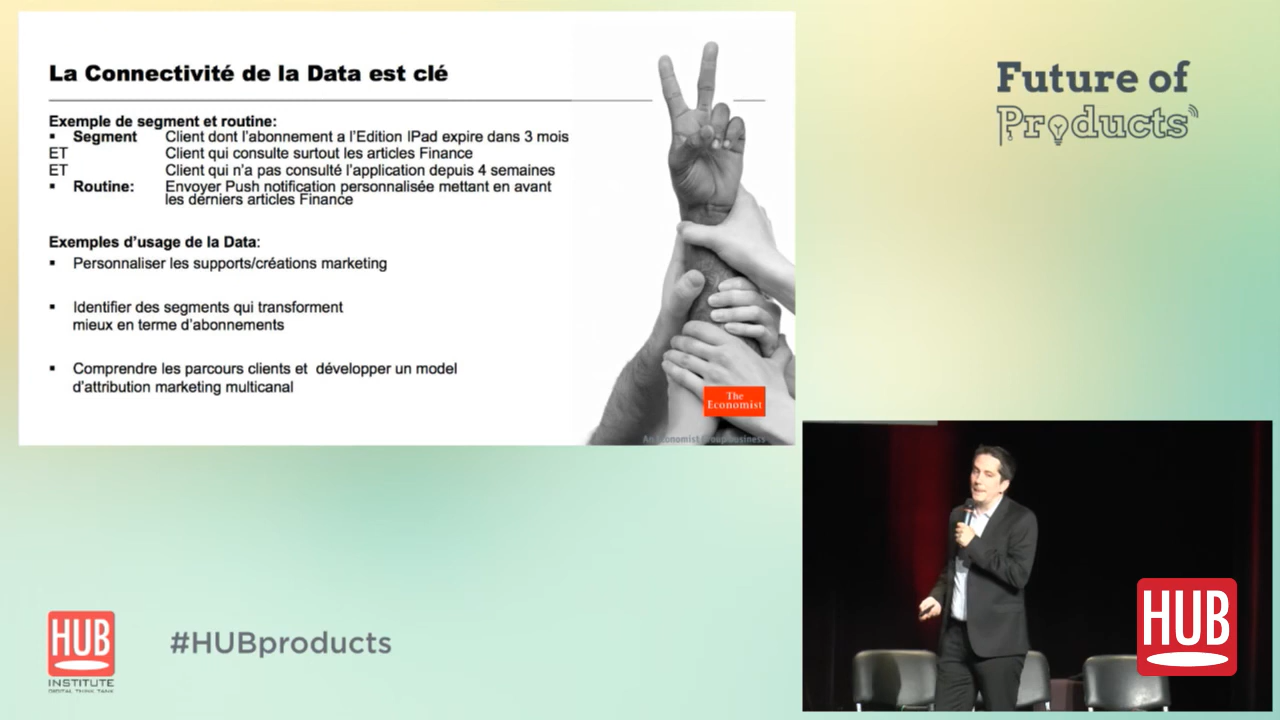 La Connectivité de la Data est clé
Exemple de segment et routine:
▪ Segment Client dont l'abonnement a l'Edition IPad expire dans 3 mois
ET Client qui consulte surtout les articles Finance
ET Client qui n'a pas consulté l'application depuis 4 semaines
▪ Routine: Envoyer Push notification personnalisée mettant en avant
les derniers articles Finance
Exemples d'usage de la Data:
▪ Personnaliser les supports/créations marketing
▪ Identifier des segments qui transforment
mieux en terme d'abonnements
▪ Comprendre les parcours clients et développer un model
d'attribution marketing multicanal
The
Economist
An Economist Group business
Future of
Products
HUB
INSTITUTE
DIGITAL THINK TANK
#HUBproducts
HUB